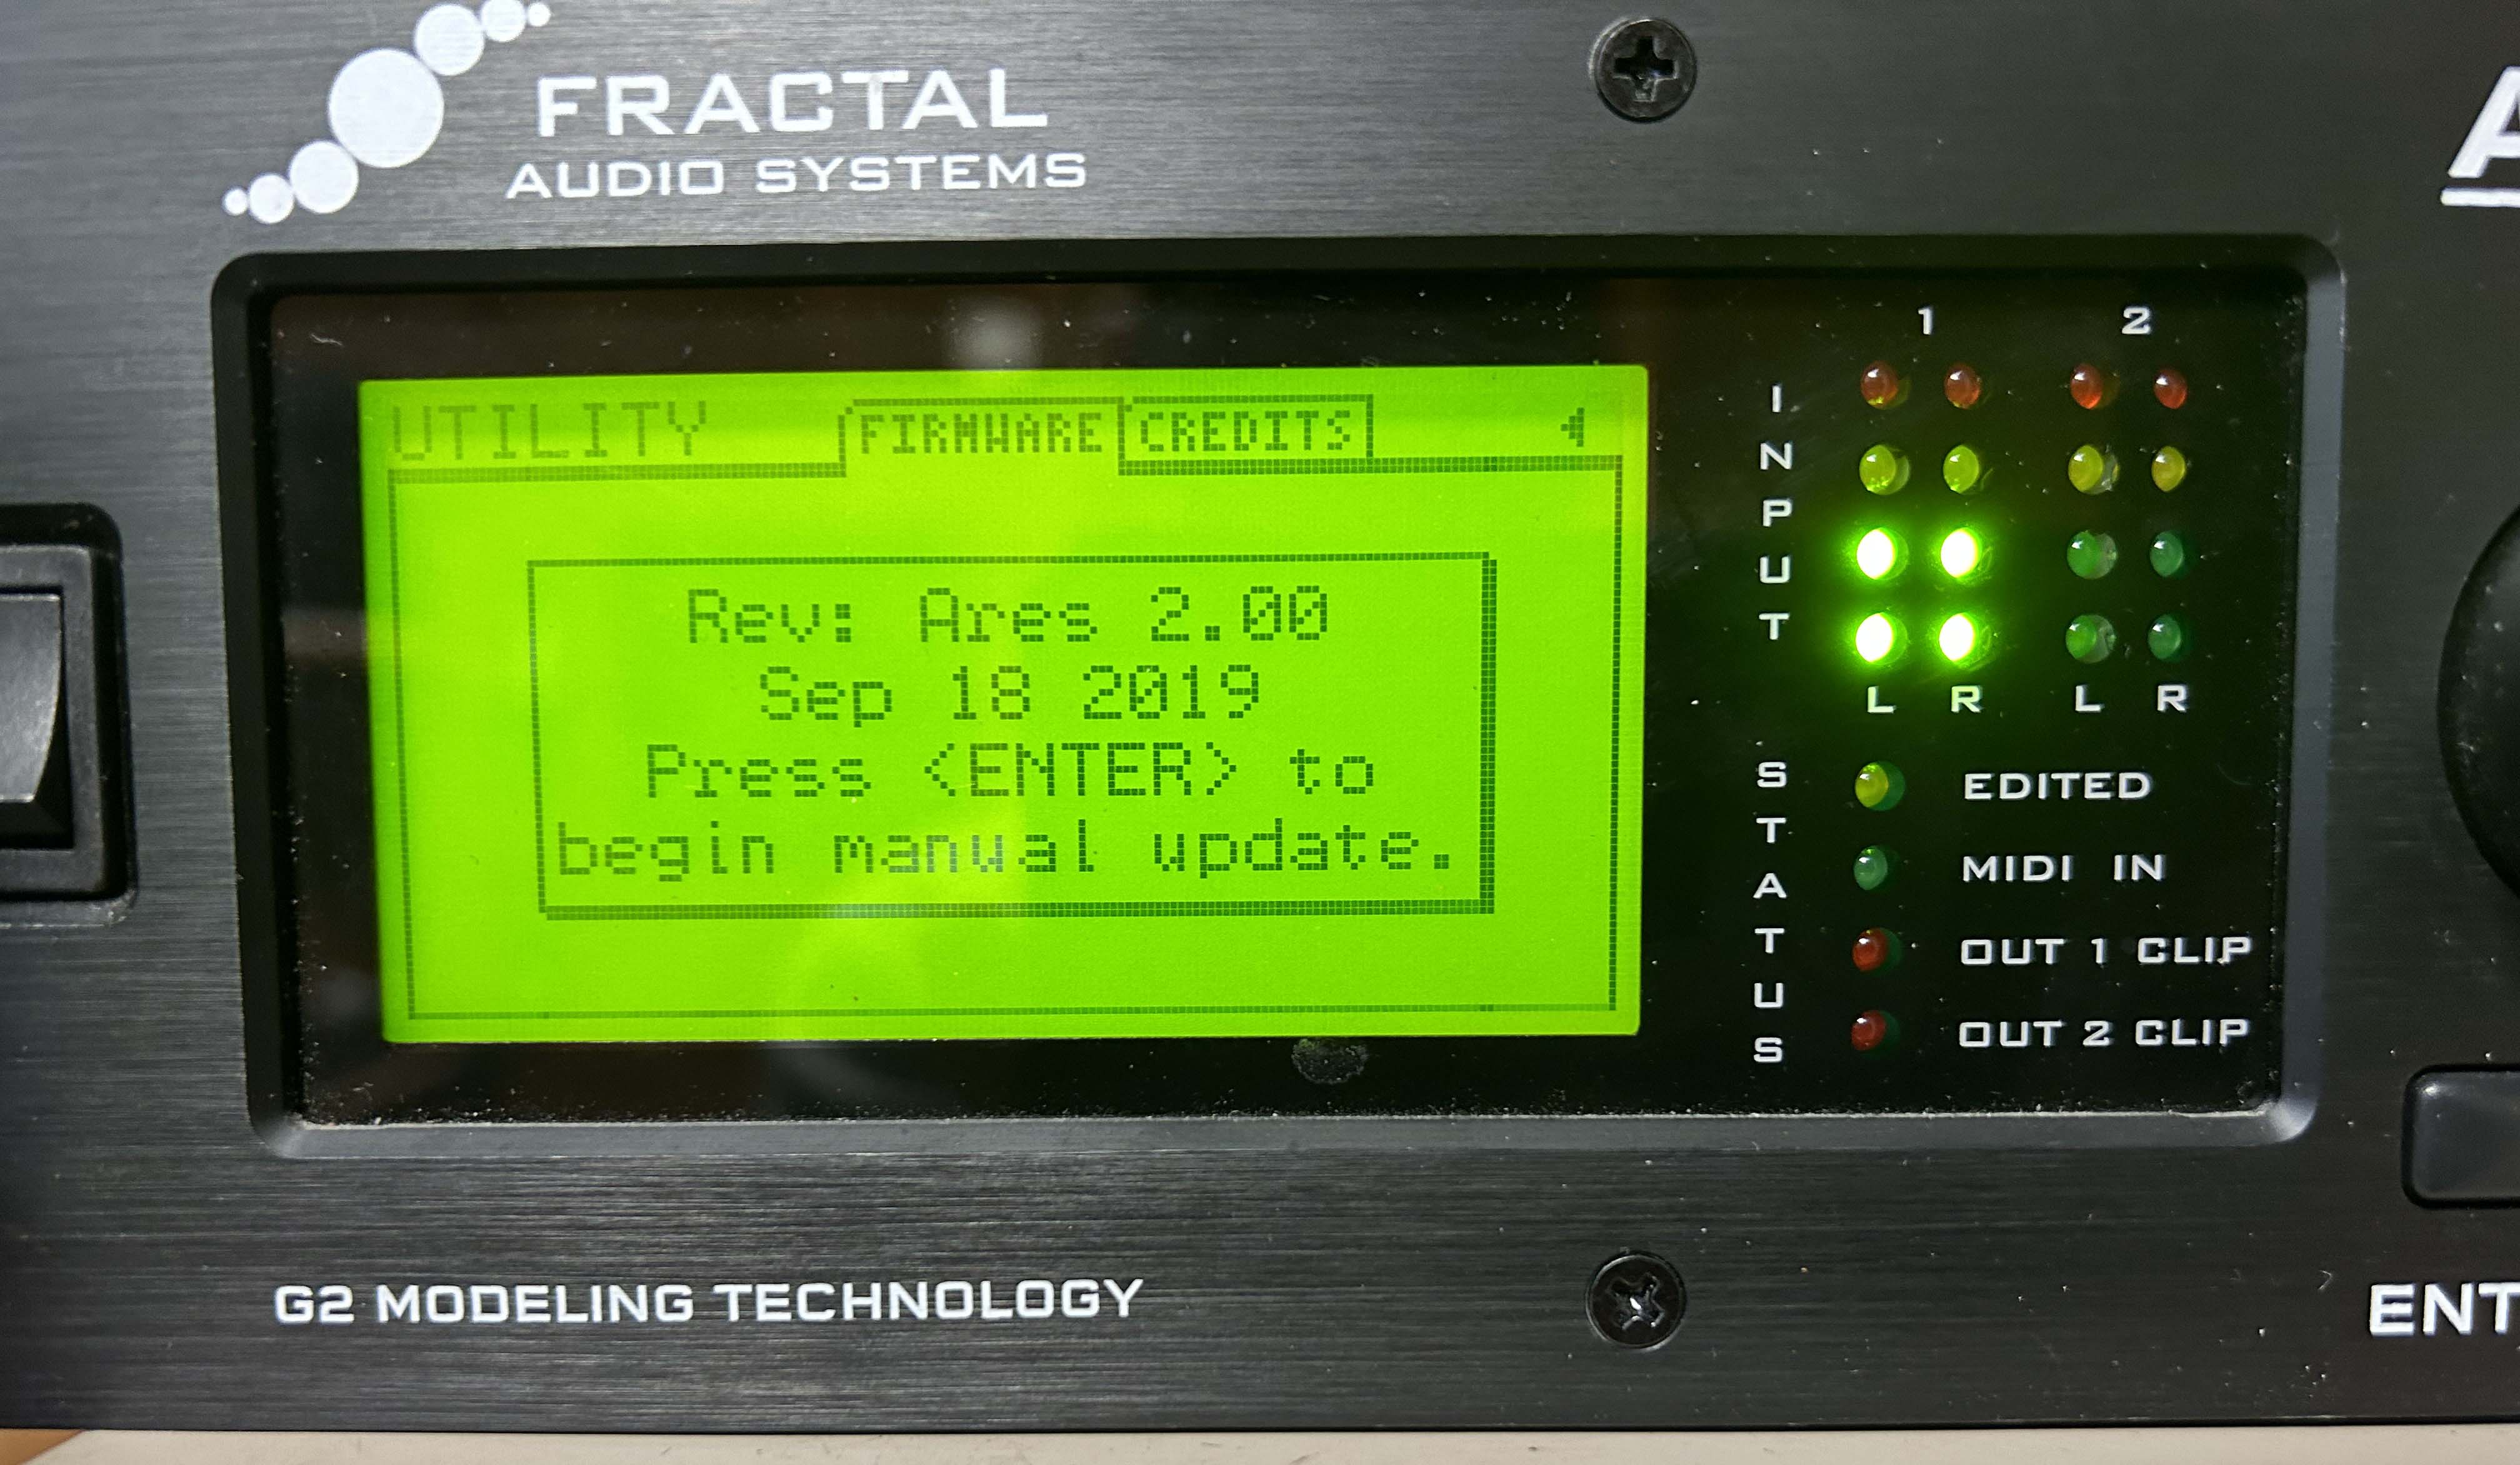 FRACTAL
AUDIO SYSTEMS
A
UTILITY FIRMWARE CREDITS
Rev: Ares 2.00
Sep 18 2019
Press <ENTER> to
begin manual update.
1 2
INPUT
L R L R
STATUS
EDITED
MIDI IN
OUT 1 CLIP
OUT 2 CLIP
G2 MODELING TECHNOLOGY
ENT